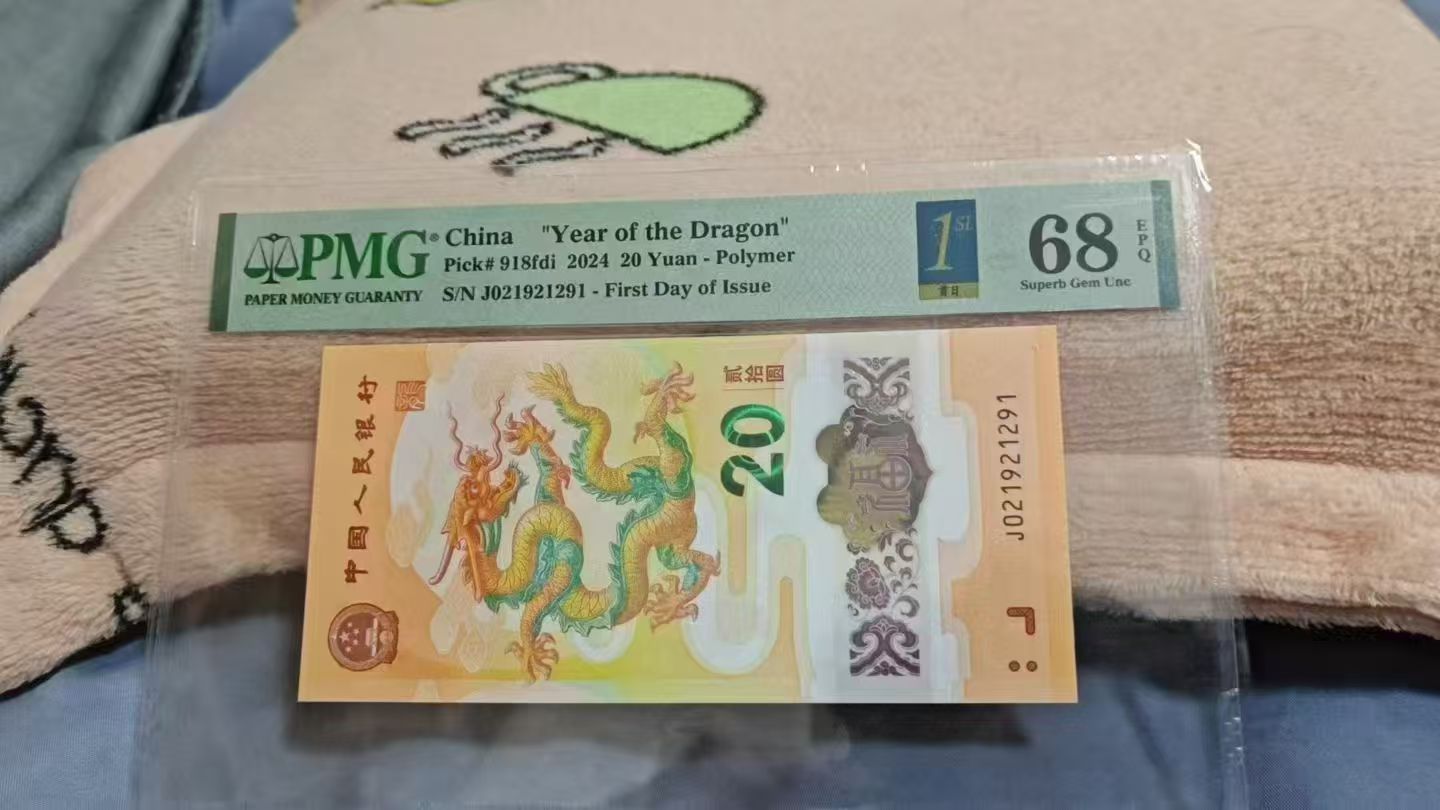 PMG® China "Year of the Dragon"
Pick# 918fdi 2024 20 Yuan - Polymer
PAPER MONEY GUARANTY S/N J021921291 - First Day of Issue
1ST
首日
68
EPQ
Superb Gem Unc
中国人民银行
贰拾圆
20
福
J021921291